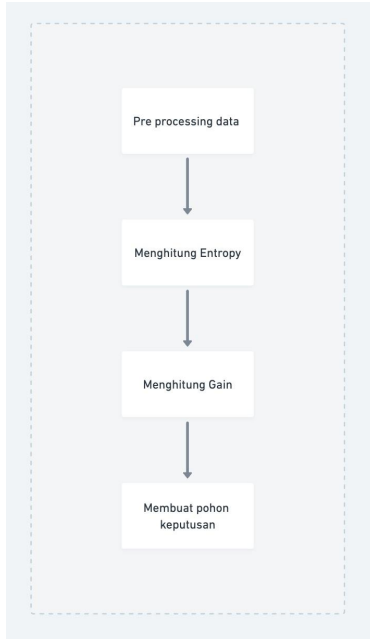 Pre processing data
Menghitung Entropy
Menghitung Gain
Membuat pohon
keputusan